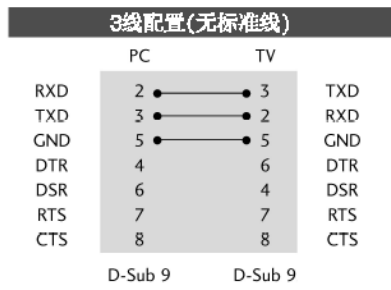 3线配置(无标准线)
PC TV
RXD 2 3 TXD
TXD 3 2 RXD
GND 5 5 GND
DTR 4 6 DTR
DSR 6 4 DSR
RTS 7 7 RTS
CTS 8 8 CTS
D-Sub 9 D-Sub 9